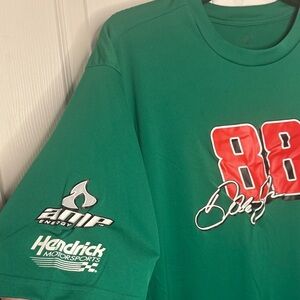 88
amp
ENERGY
Hendrick
MOTORSPORTS